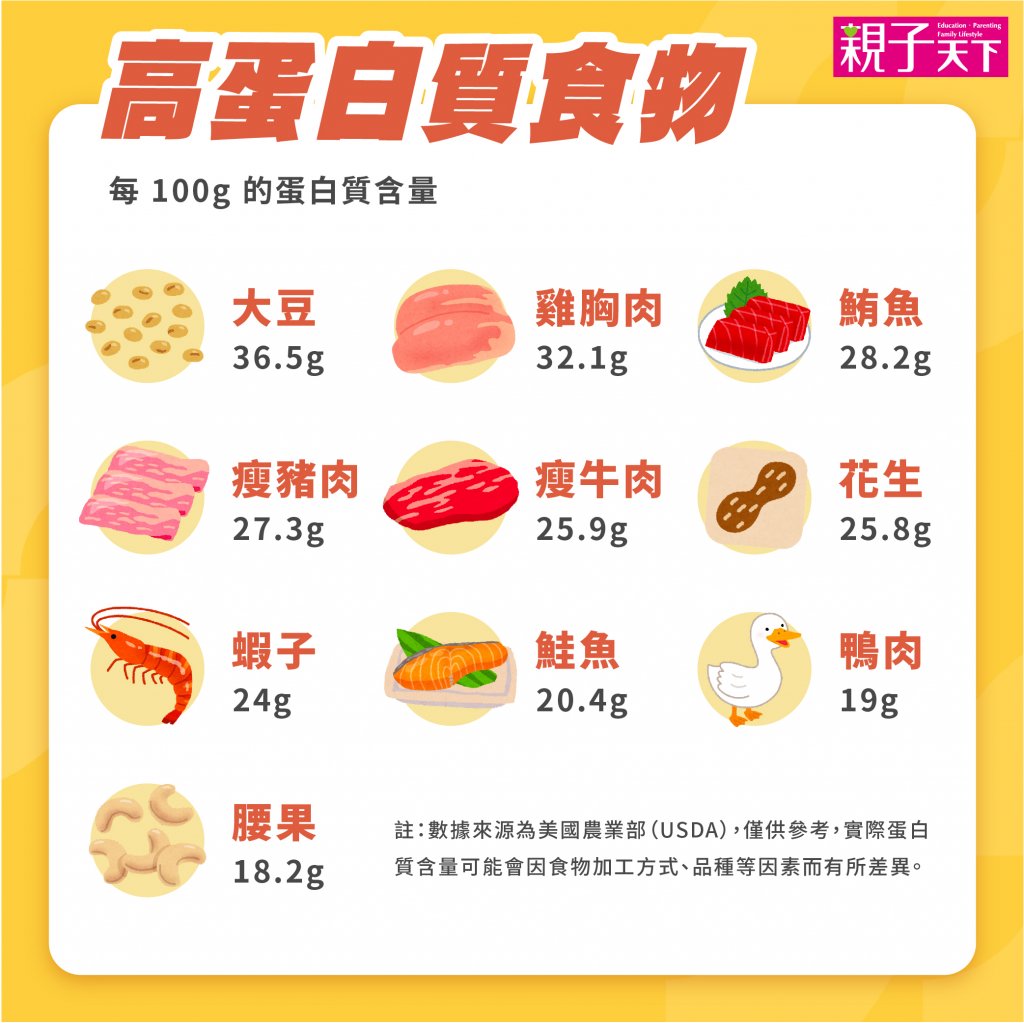 親子天下
Education・Parenting
Family Lifestyle
高蛋白質食物
每 100g 的蛋白質含量
大豆
36.5g
雞胸肉
32.1g
鮪魚
28.2g
瘦豬肉
27.3g
瘦牛肉
25.9g
花生
25.8g
蝦子
24g
鮭魚
20.4g
鴨肉
19g
腰果
18.2g
註：數據來源為美國農業部（USDA），僅供參考，實際蛋白
質含量可能會因食物加工方式、品種等因素而有所差異。